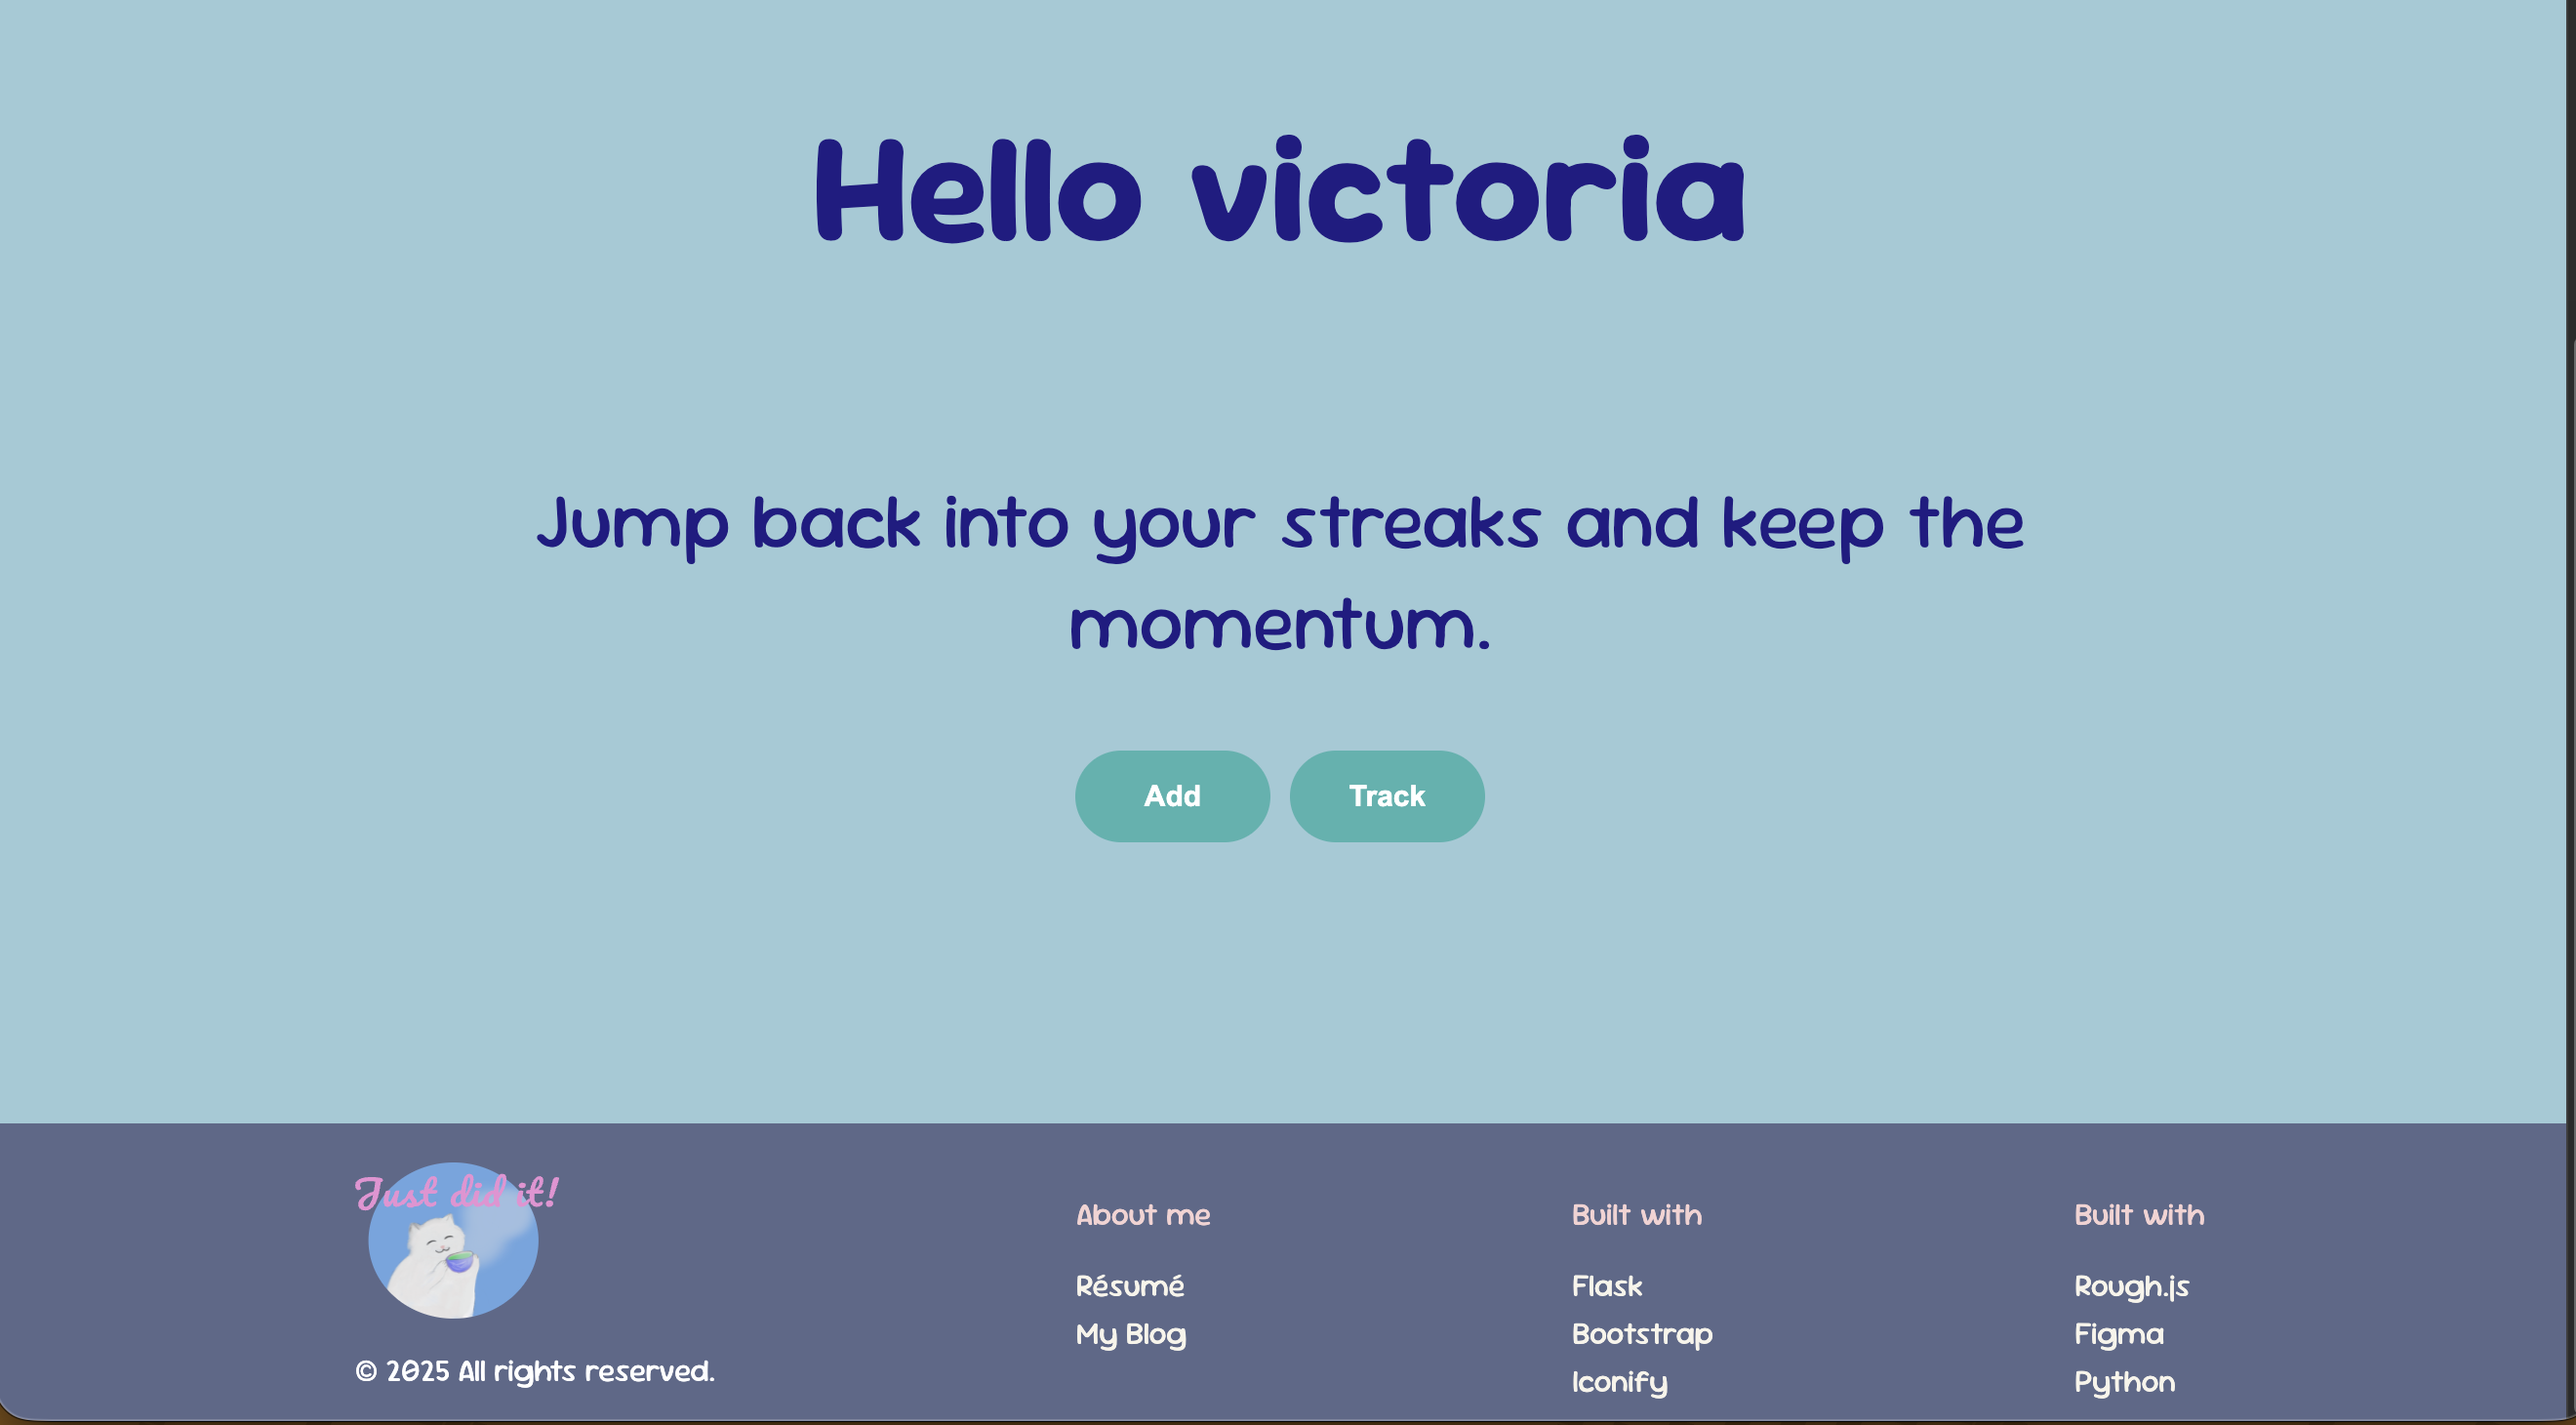 Hello victoria
Jump back into your streaks and keep the
momentum.
Add
Track
Just did it!
© 2025 All rights reserved.
About me
Résumé
My Blog
Built with
Flask
Bootstrap
Iconify
Built with
Rough.js
Figma
Python